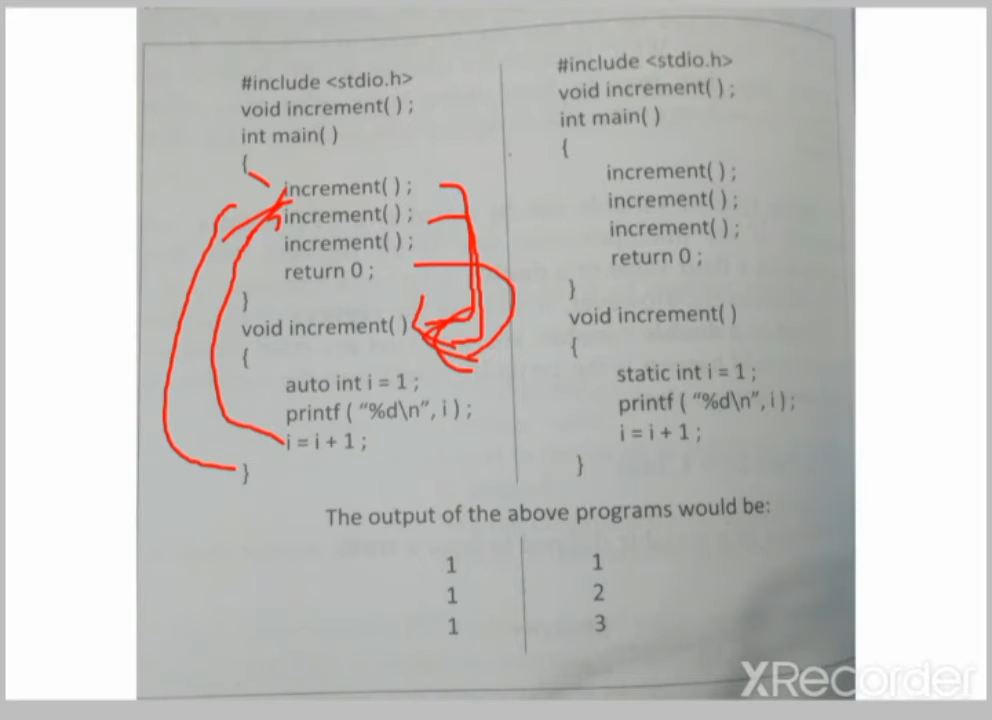 #include <stdio.h>
void increment( ) ;
int main( )
{
increment( ) ;
increment( ) ;
increment( ) ;
return 0 ;
}
void increment( )
{
auto int i = 1 ;
printf ( “%d\n”, i ) ;
i = i + 1 ;
}
#include <stdio.h>
void increment( ) ;
int main( )
{
increment( ) ;
increment( ) ;
increment( ) ;
return 0 ;
}
void increment( )
{
static int i = 1 ;
printf ( “%d\n”, i ) ;
i = i + 1 ;
}
The output of the above programs would be:
1 1
1 2
1 3
XRecorder